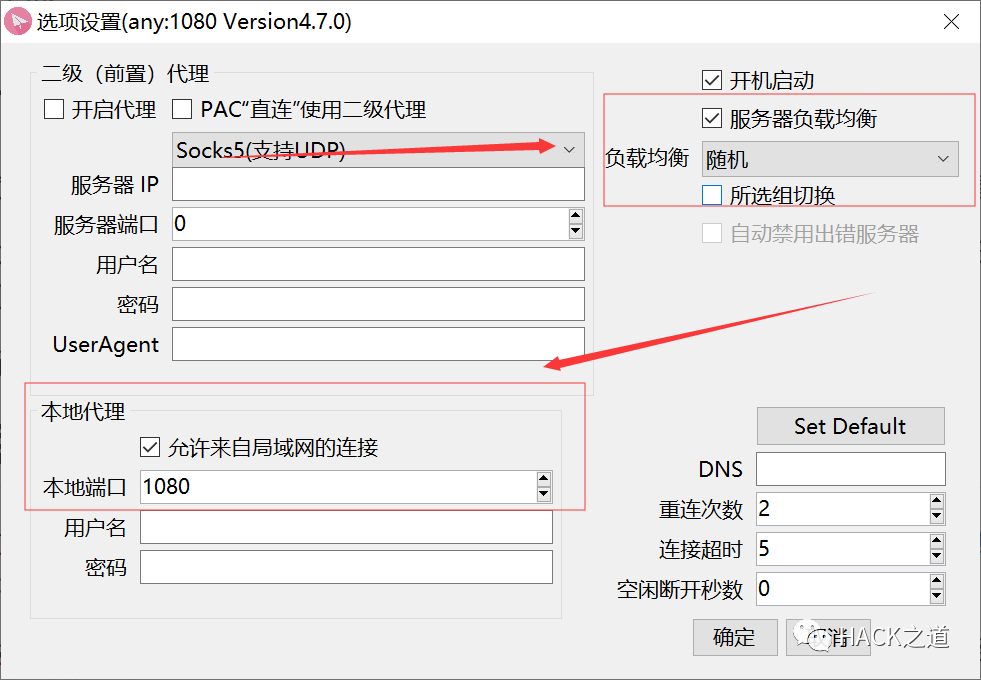 选项设置(any:1080 Version4.7.0)
二级（前置）代理
开启代理 PAC“直连”使用二级代理
Socks5(支持UDP)
服务器 IP
服务器端口 0
用户名
密码
UserAgent
开机启动
服务器负载均衡
负载均衡 随机
所选组切换
自动禁用出错服务器
本地代理
允许来自局域网的连接
本地端口 1080
用户名
密码
Set Default
DNS
重连次数 2
连接超时 5
空闲断开秒数 0
确定 取消
HACK之道